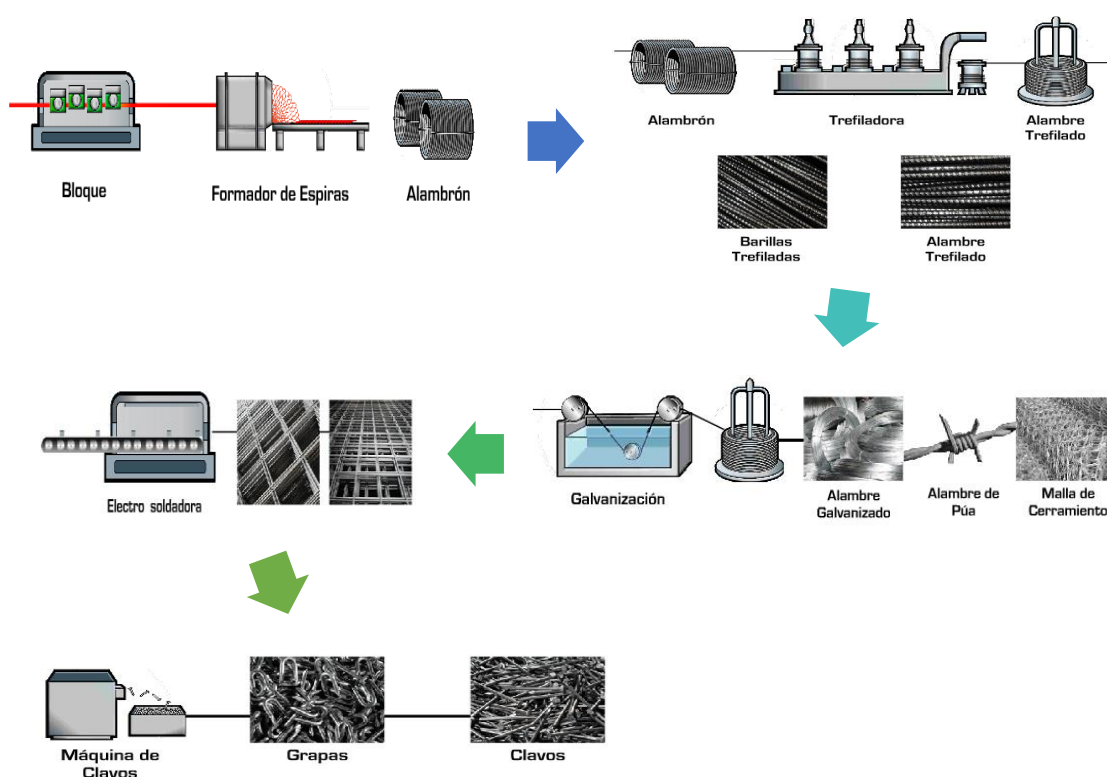 Bloque
Formador de Espiras
Alambrón
Alambrón
Trefiladora
Alambre
Trefilado
Barillas
Trefiladas
Alambre
Trefilado
Electro soldadora
Galvanización
Alambre
Galvanizado
Alambre de
Púa
Malla de
Cerramiento
Máquina de
Clavos
Grapas
Clavos